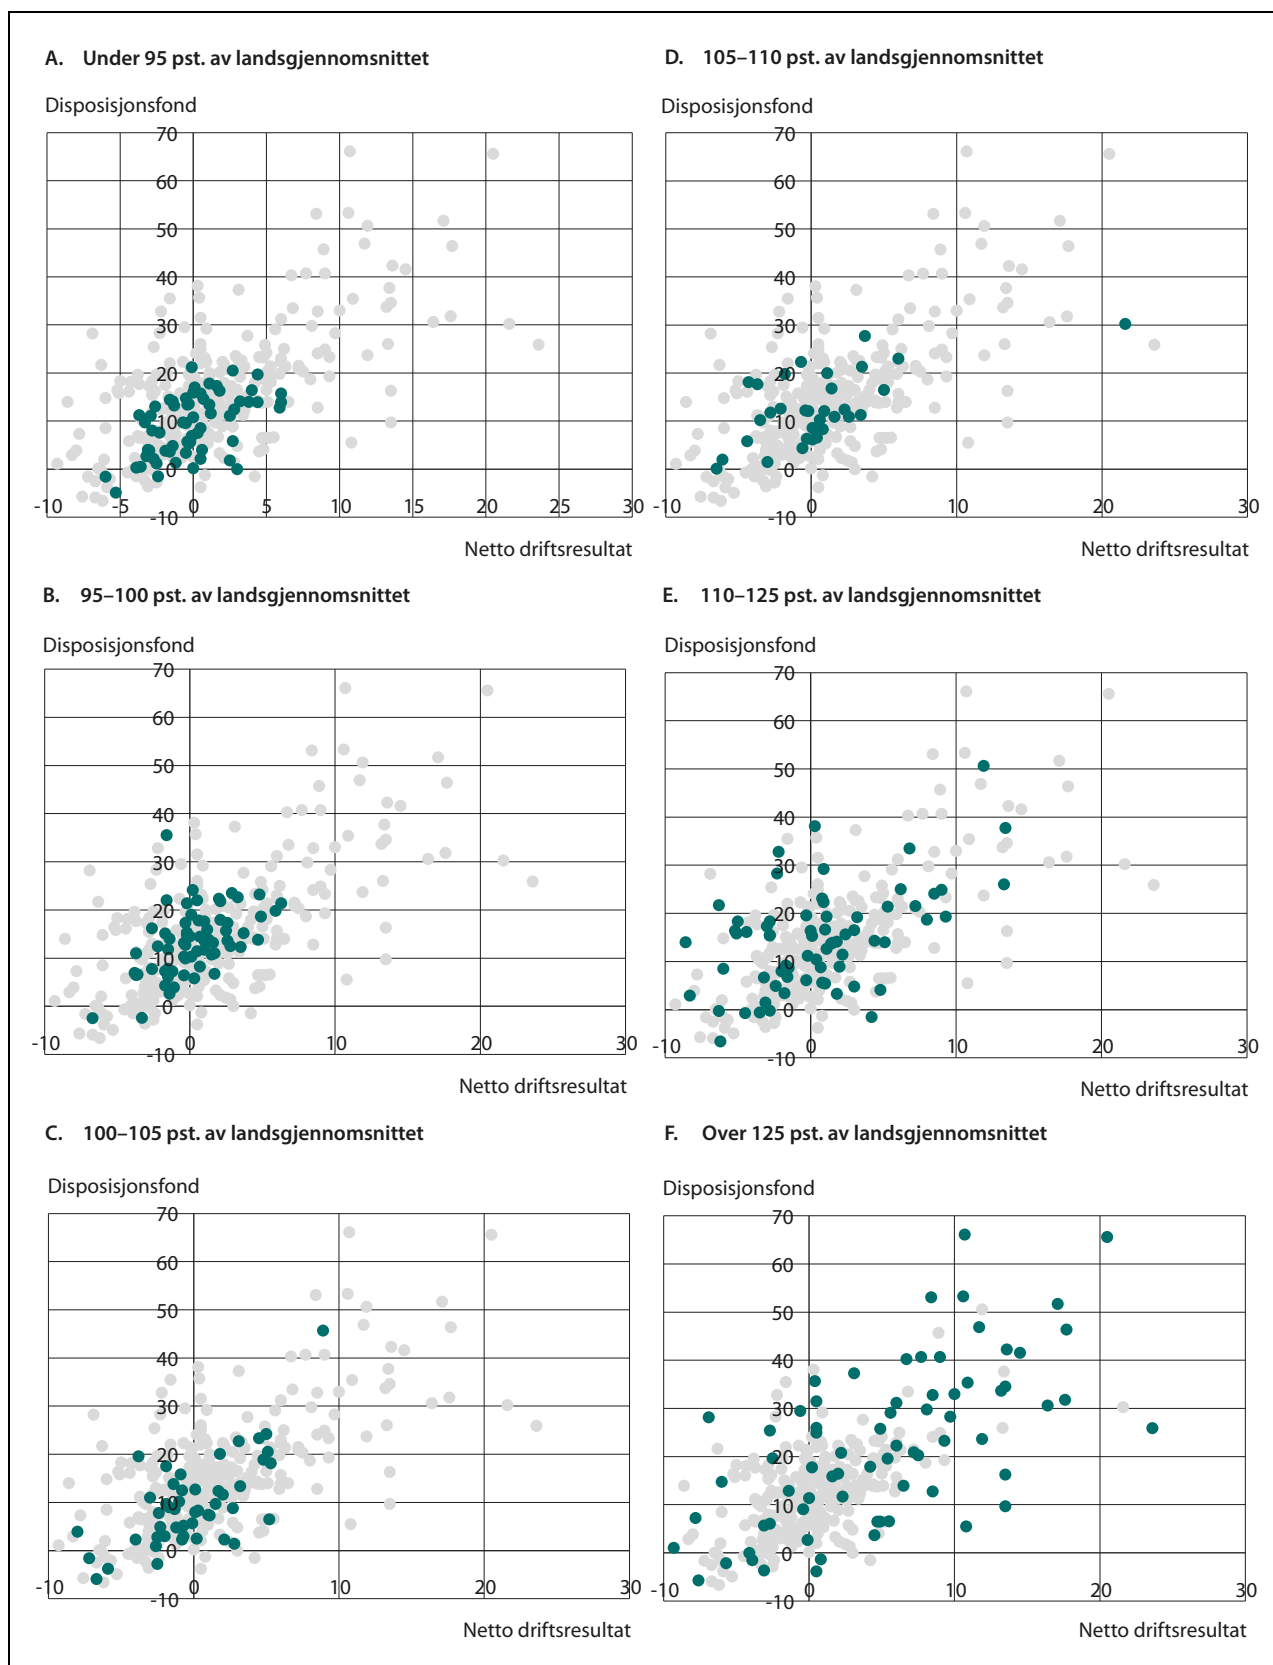 A. Under 95 pst. av landsgjennomsnittet
Disposisjonsfond
70
60
50
40
30
20
10
0
-10
-10 -5 0 5 10 15 20 25 30
Netto driftsresultat
B. 95–100 pst. av landsgjennomsnittet
Disposisjonsfond
70
60
50
40
30
20
10
0
-10
-10 0 10 20 30
Netto driftsresultat
C. 100–105 pst. av landsgjennomsnittet
Disposisjonsfond
70
60
50
40
30
20
10
0
-10
-10 0 10 20 30
Netto driftsresultat
D. 105–110 pst. av landsgjennomsnittet
Disposisjonsfond
70
60
50
40
30
20
10
0
-10
-10 0 10 20 30
Netto driftsresultat
E. 110–125 pst. av landsgjennomsnittet
Disposisjonsfond
70
60
50
40
30
20
10
0
-10
-10 0 10 20 30
Netto driftsresultat
F. Over 125 pst. av landsgjennomsnittet
Disposisjonsfond
70
60
50
40
30
20
10
0
-10
-10 0 10 20 30
Netto driftsresultat